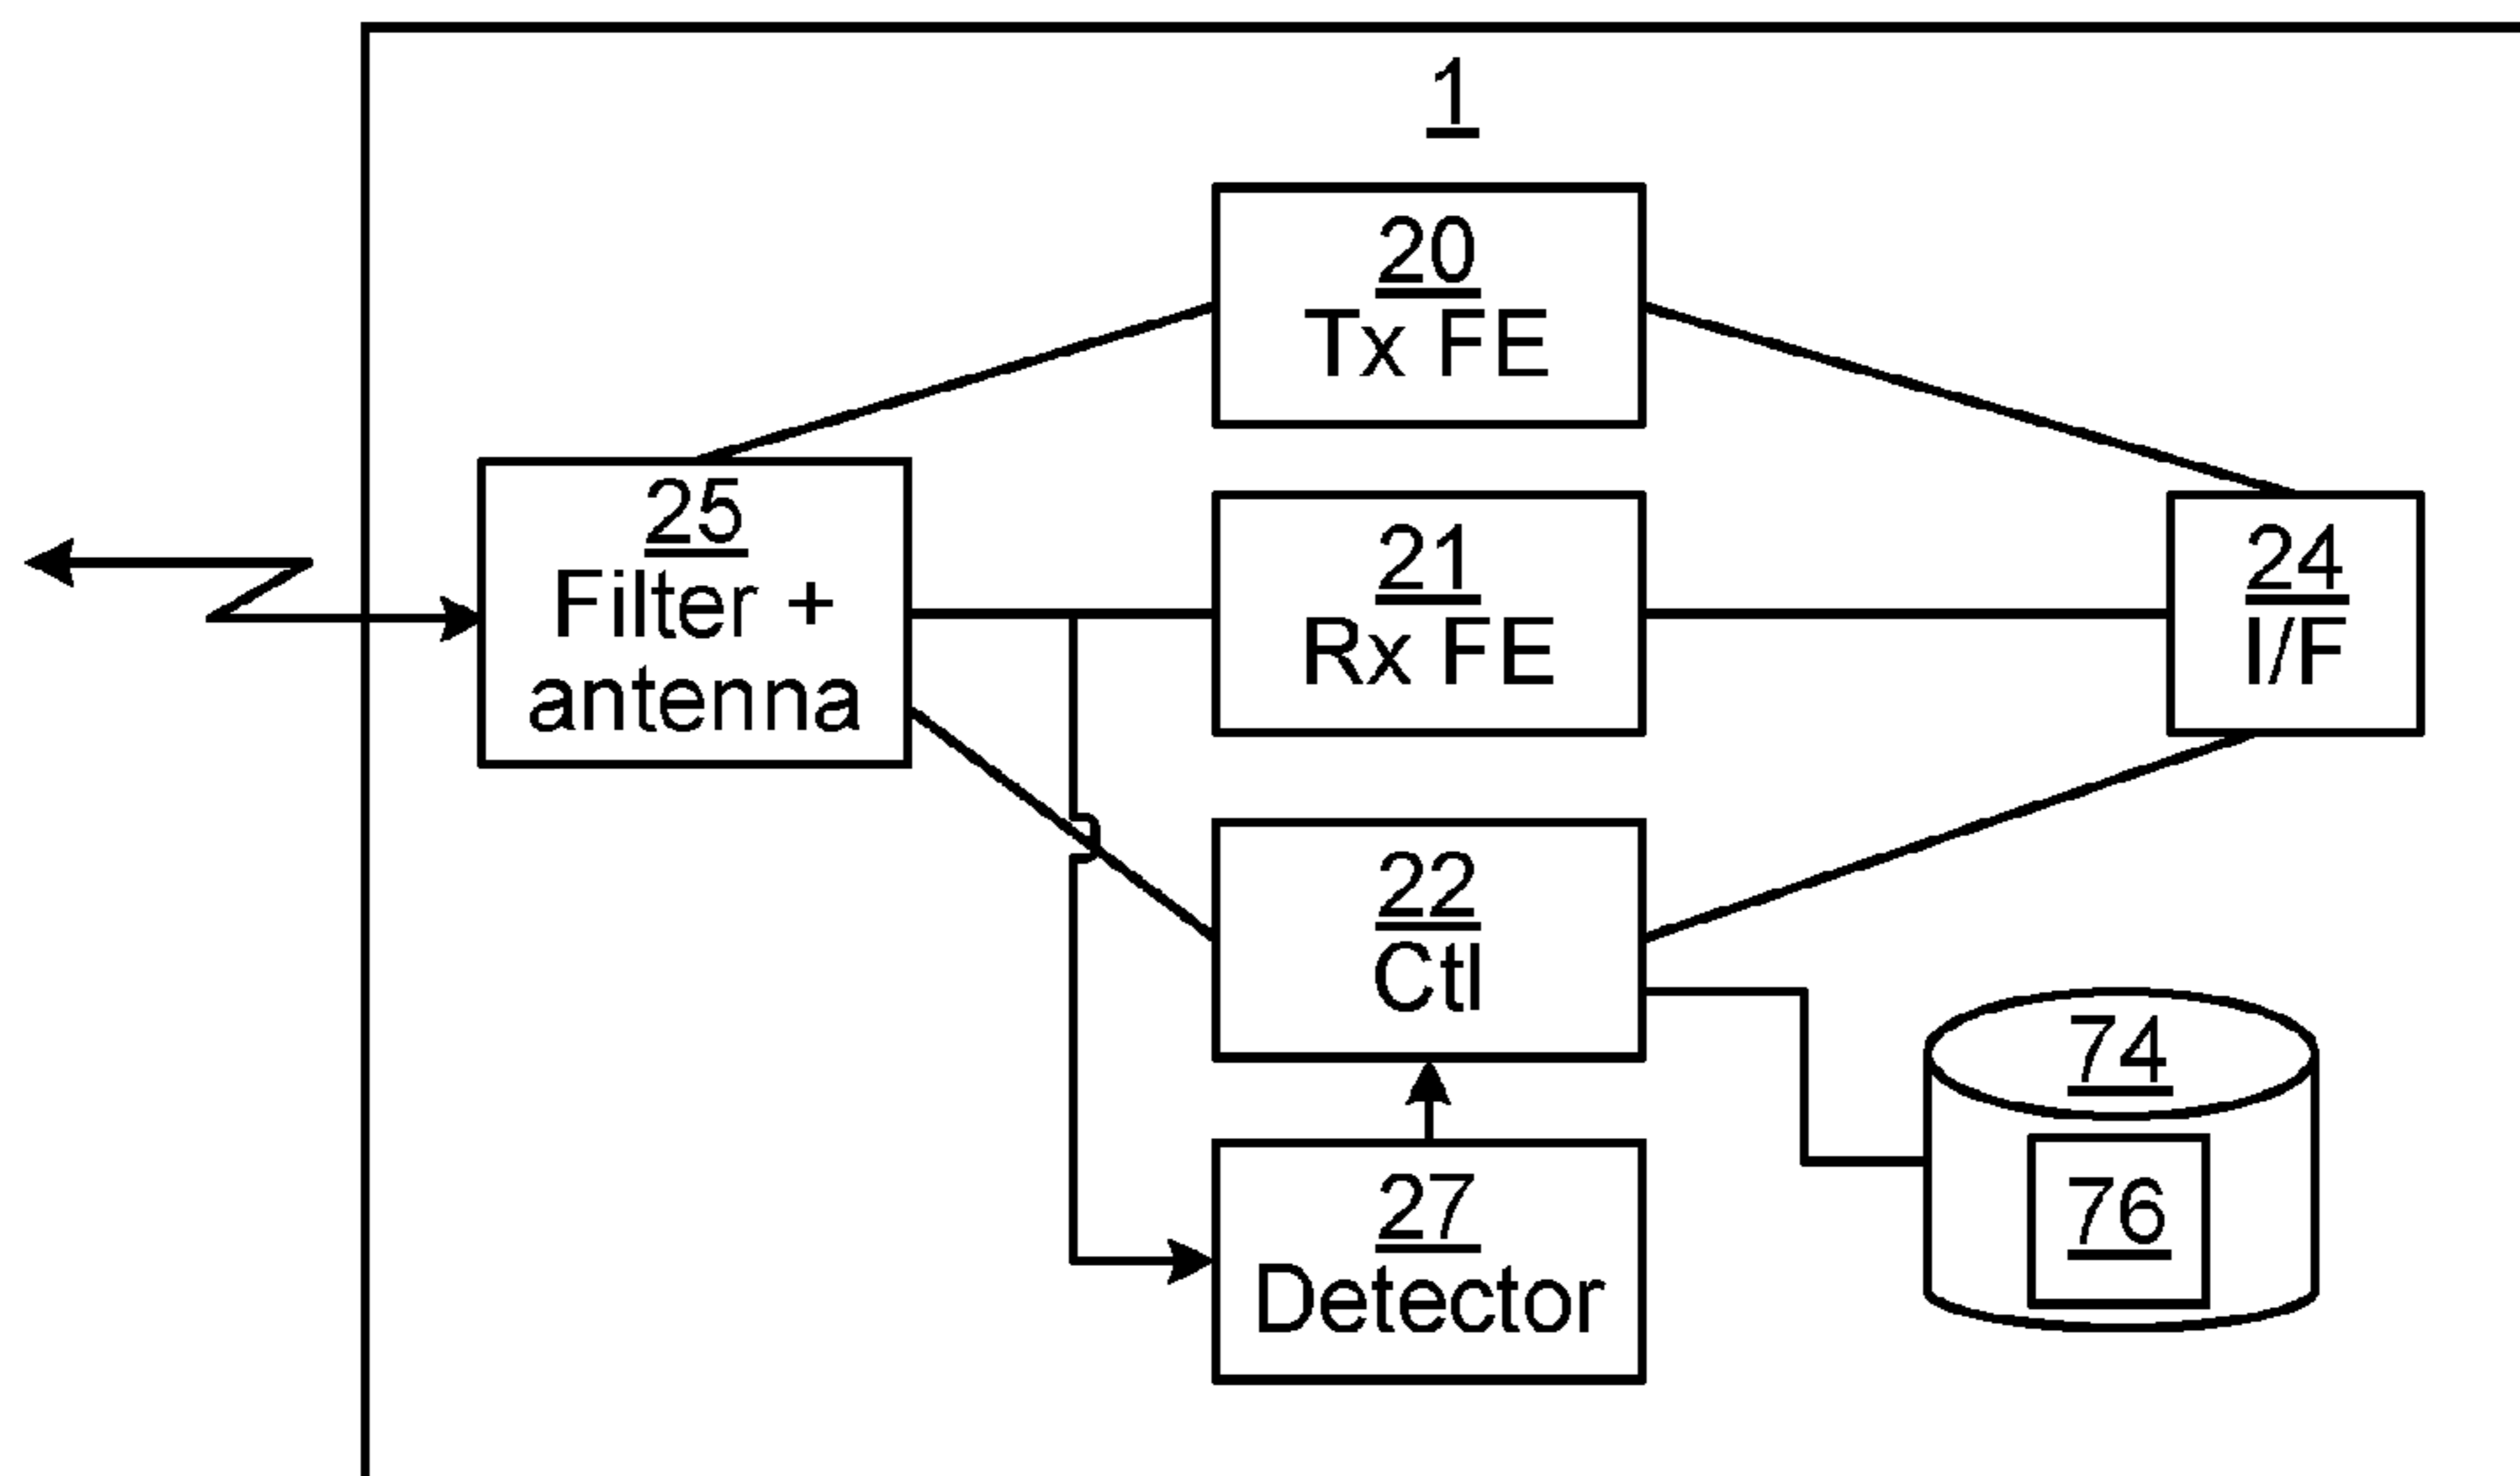 1
20
Tx FE
25
Filter +
antenna
21
Rx FE
24
I/F
22
Ctl
74
76
27
Detector